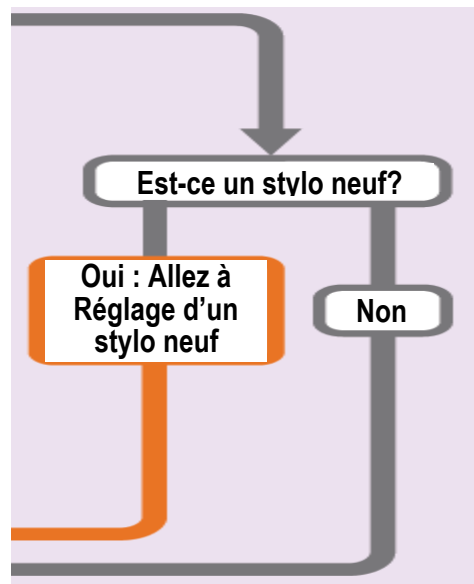 Est-ce un stylo neuf?
Oui : Allez à
Réglage d’un
stylo neuf
Non